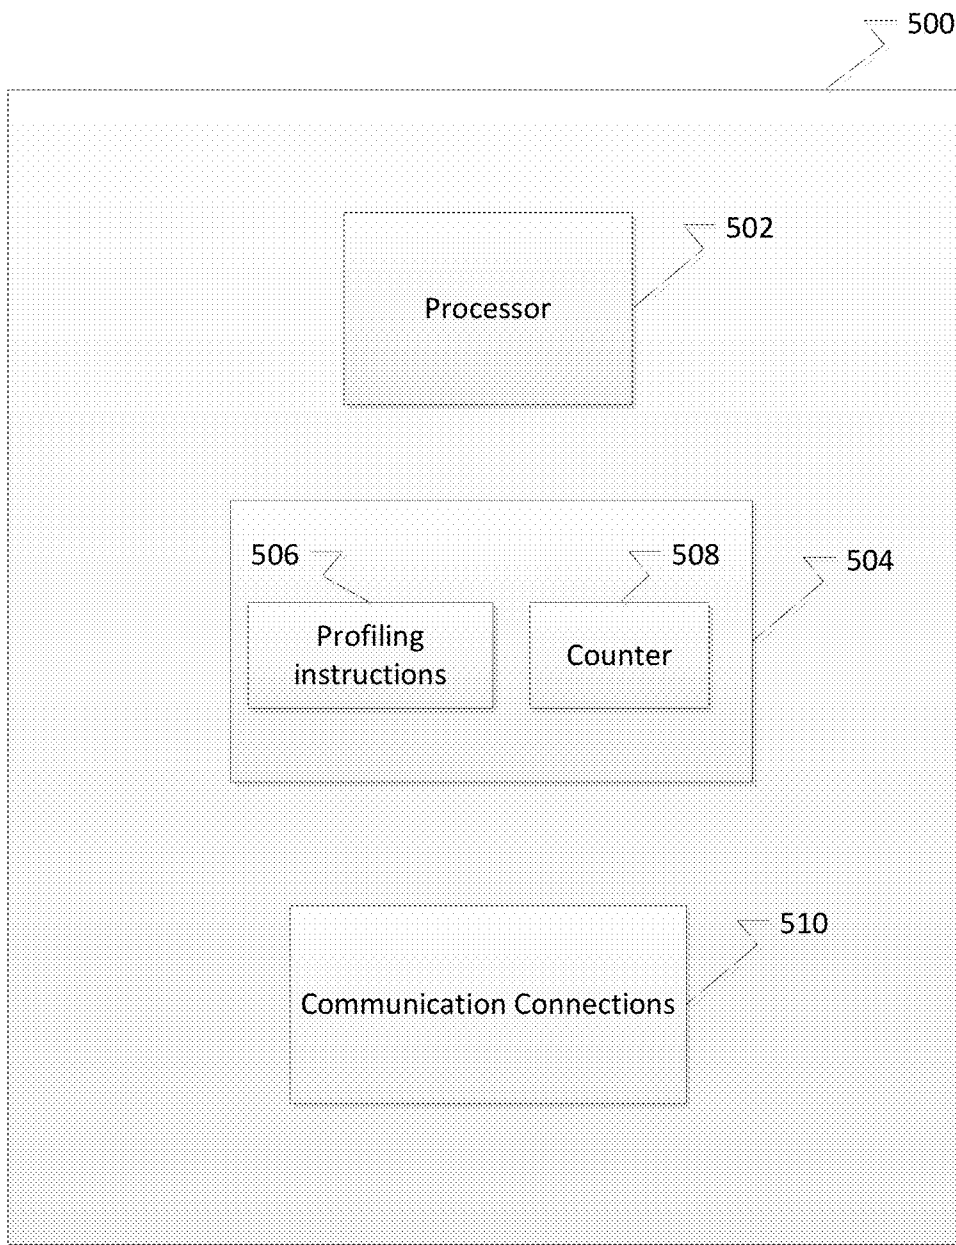 500
502
Processor
506
508
504
Profiling
instructions
Counter
510
Communication Connections